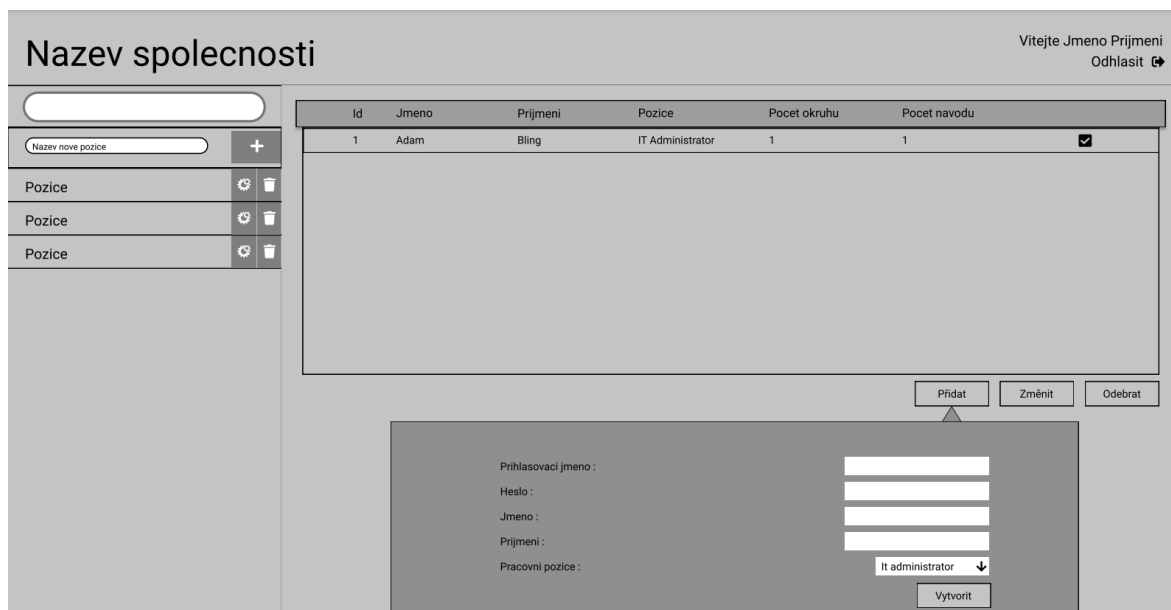 Nazev spolecnosti
Vitejte Jmeno Prijmeni
Odhlasit
Nazev nove pozice
Pozice
Pozice
Pozice
Id Jmeno Prijmeni Pozice Pocet okruhu Pocet navodu
1 Adam Bling IT Administrator 1 1
Přidat Změnit Odebrat
Prihlasovaci jmeno :
Heslo :
Jmeno :
Prijmeni :
Pracovni pozice : It administrator
Vytvorit